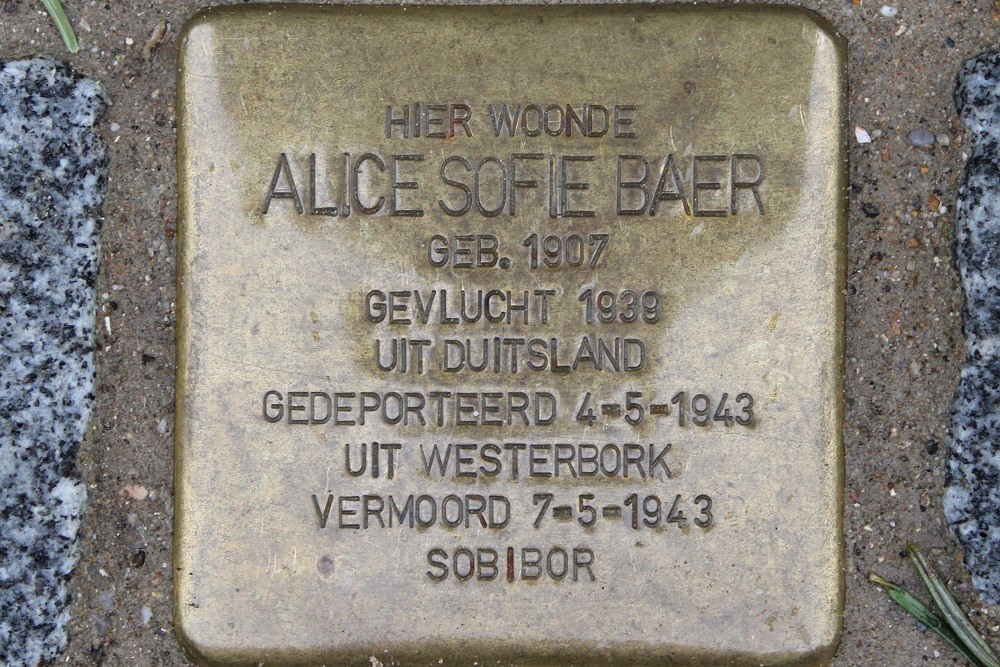 HIER WOONDE
ALICE SOFIE BAER
GEB. 1907
GEVLUCHT 1939
UIT DUITSLAND
GEDEPORTEERD 4-5-1943
UIT WESTERBORK
VERMOORD 7-5-1943
SOBIBOR